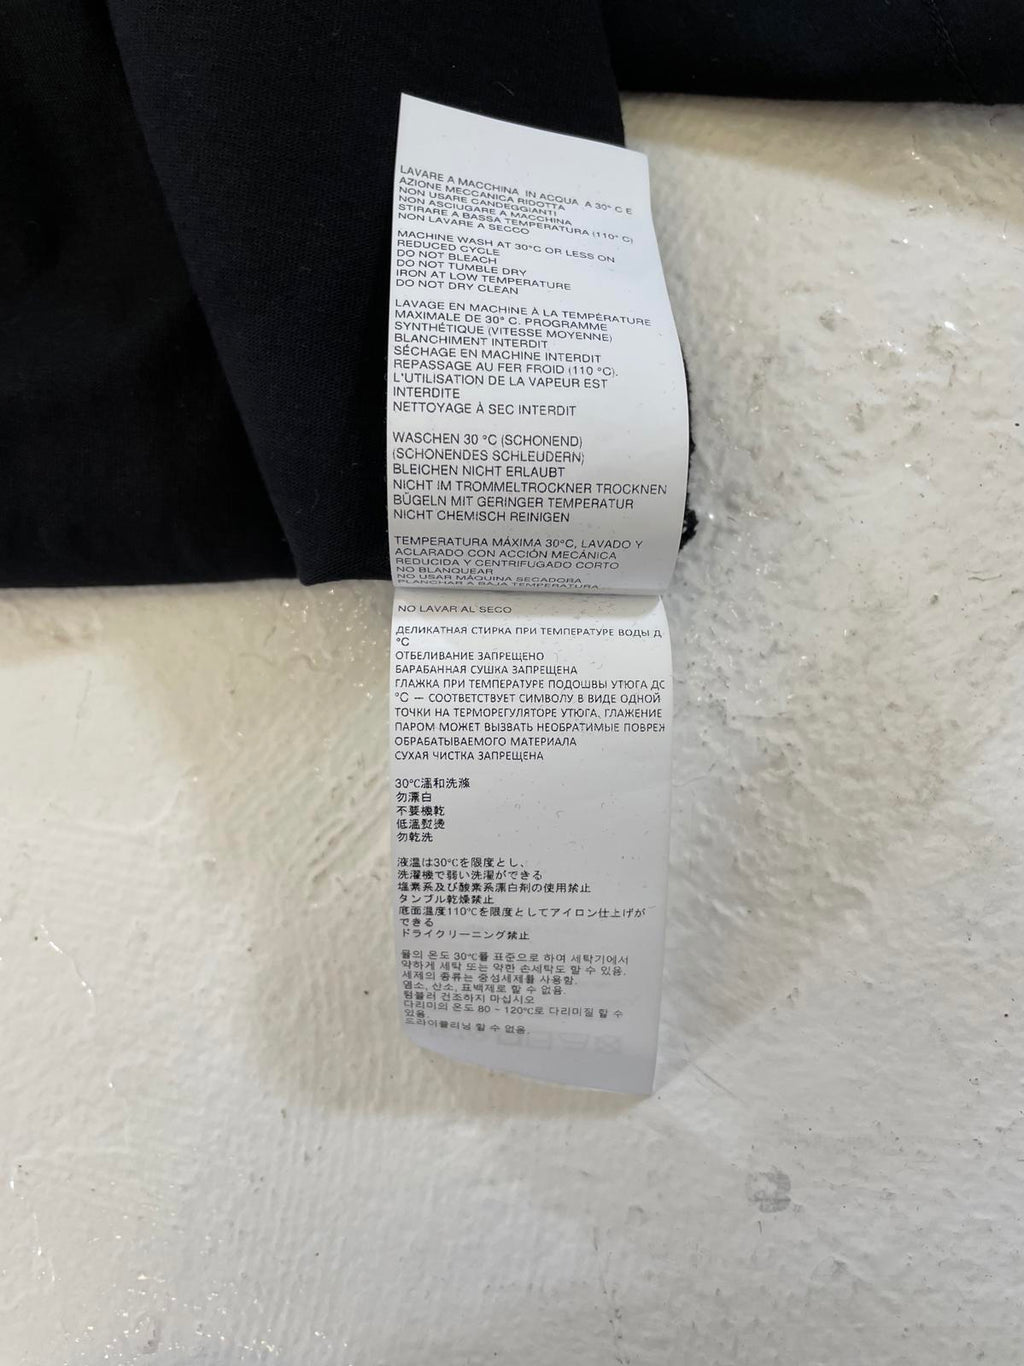 LAVARE A MACCHINA IN ACQUA A 30° C E
AZIONE MECCANICA RIDOTTA
NON USARE CANDEGGIANTI
NON ASCIUGARE A MACCHINA
STIRARE A BASSA TEMPERATURA (110° C)
NON LAVARE A SECCO
MACHINE WASH AT 30°C OR LESS ON
REDUCED CYCLE
DO NOT BLEACH
DO NOT TUMBLE DRY
IRON AT LOW TEMPERATURE
DO NOT DRY CLEAN
LAVAGE EN MACHINE À LA TEMPÉRATURE
MAXIMALE DE 30° C. PROGRAMME
SYNTHÉTIQUE (VITESSE MOYENNE)
BLANCHIMENT INTERDIT
SÉCHAGE EN MACHINE INTERDIT
REPASSAGE AU FER FROID (110 °C).
L'UTILISATION DE LA VAPEUR EST
INTERDITE
NETTOYAGE À SEC INTERDIT
WASCHEN 30 °C (SCHONEND)
(SCHONENDES SCHLEUDERN)
BLEICHEN NICHT ERLAUBT
NICHT IM TROMMELTROCKNER TROCKNEN
BÜGELN MIT GERINGER TEMPERATUR
NICHT CHEMISCH REINIGEN
TEMPERATURA MÁXIMA 30°C, LAVADO Y
ACLARADO CON ACCIÓN MECÁNICA
REDUCIDA Y CENTRIFUGADO CORTO
NO BLANQUEAR
NO USAR MÁQUINA SECADORA
PLANCHAR A BAJA TEMPERATURA
NO LAVAR AL SECO
ДЕЛИКАТНАЯ СТИРКА ПРИ ТЕМПЕРАТУРЕ ВОДЫ Д
°C
ОТБЕЛИВАНИЕ ЗАПРЕЩЕНО
БАРАБАННАЯ СУШКА ЗАПРЕЩЕНА
ГЛАЖКА ПРИ ТЕМПЕРАТУРЕ ПОДОШВЫ УТЮГА ДО
°C — СООТВЕТСТВУЕТ СИМВОЛУ В ВИДЕ ОДНОЙ
ТОЧКИ НА ТЕРМОРЕГУЛЯТОРЕ УТЮГА, ГЛАЖЕНИЕ
ПАРОМ МОЖЕТ ВЫЗВАТЬ НЕОБРАТИМЫЕ ПОВРЕЖ
ОБРАБАТЫВАЕМОГО МАТЕРИАЛА
СУХАЯ ЧИСТКА ЗАПРЕЩЕНА
30°C溫和洗滌
勿漂白
不要機乾
低溫熨燙
勿乾洗
液温は30℃を限度とし、
洗濯機で弱い洗濯ができる
塩素系及び酸素系漂白剤の使用禁止
タンブル乾燥禁止
底面温度110℃を限度としてアイロン仕上げが
できる
ドライクリーニング禁止
물의 온도 30℃를 표준으로 하여 세탁기에서
약하게 세탁 또는 약한 손세탁도 할 수 있음.
세제의 종류는 중성세제를 사용함.
염소, 산소, 표백제로 할 수 없음.
텀블러 건조하지 마십시오
다리미의 온도 80 ~ 120℃로 다리미질 할 수
있음.
드라이클리닝 할 수 없음.